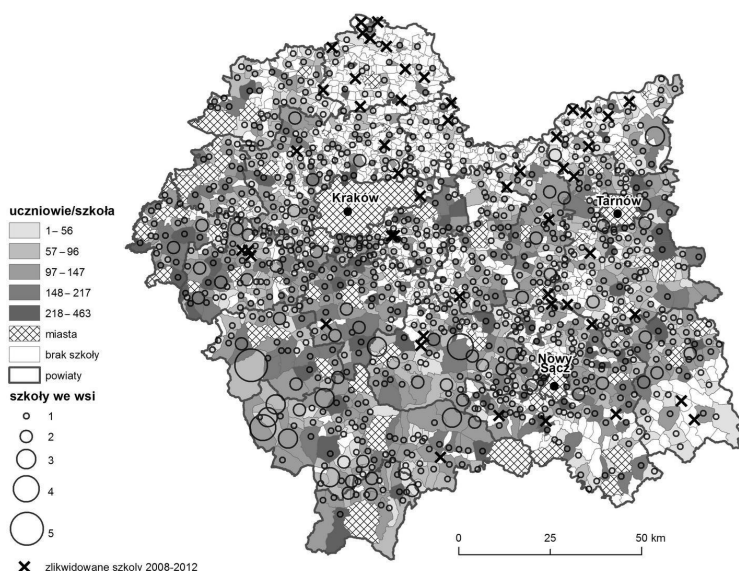 Kraków
Tarnów
Nowy
Sącz
uczniowie/szkoła
1–56
57–96
97–147
148–217
218–463
miasta
brak szkoły
powiaty
szkoły we wsi
1
2
3
4
5
zlikwidowane szkoly 2008-2012
0 25 50 km